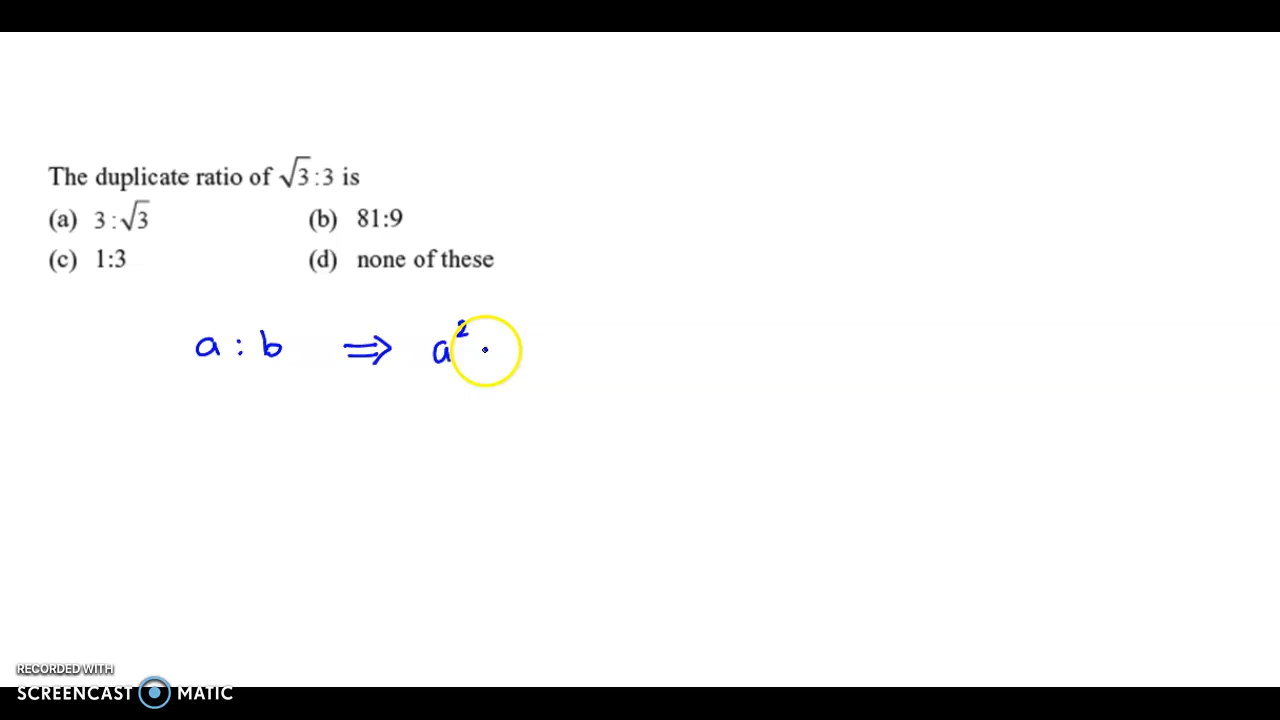 The duplicate ratio of √3 : 3 is
(a) 3 : √3 (b) 81:9
(c) 1:3 (d) none of these
a : b ⇒ a² ·
RECORDED WITH
SCREENCAST MATIC